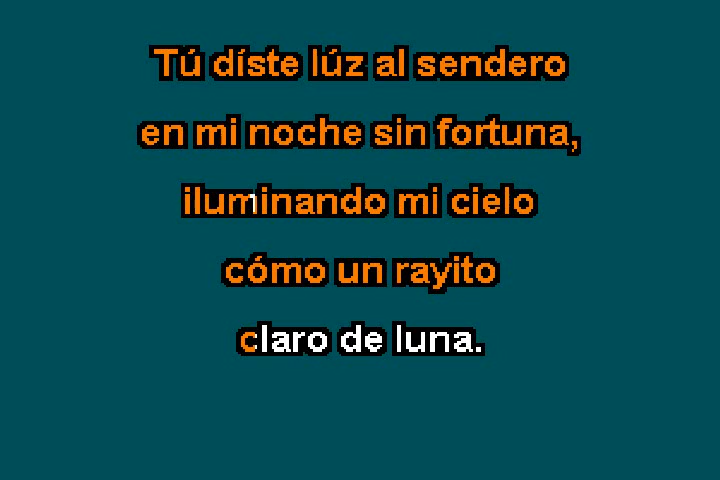 Tú díste lúz al sendero
en mi noche sin fortuna,
iluminando mi cielo
cómo un rayito
claro de luna.